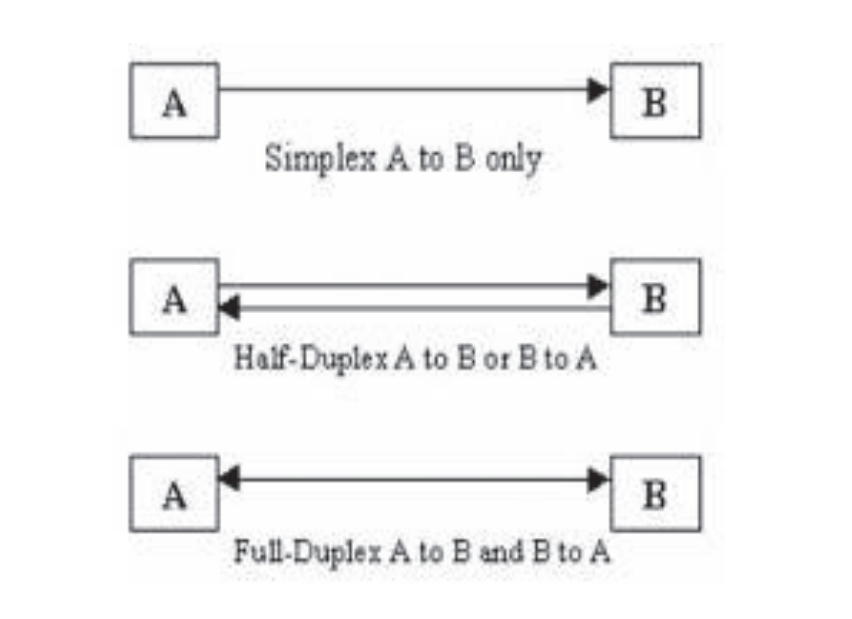 A B
Simplex A to B only
A B
Half-Duplex A to B or B to A
A B
Full-Duplex A to B and B to A